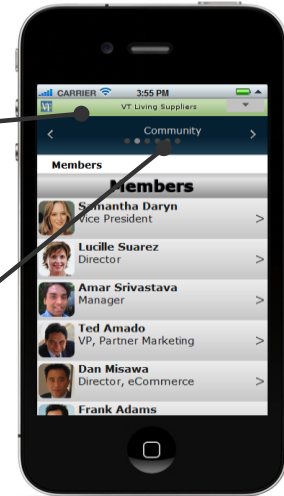 CARRIER 3:55 PM
VT VT Living Suppliers
Community
Members
Members
Samantha Daryn
Vice President
>
Lucille Suarez
Director
>
Amar Srivastava
Manager
>
Ted Amado
VP, Partner Marketing
>
Dan Misawa
Director, eCommerce
>
Frank Adams